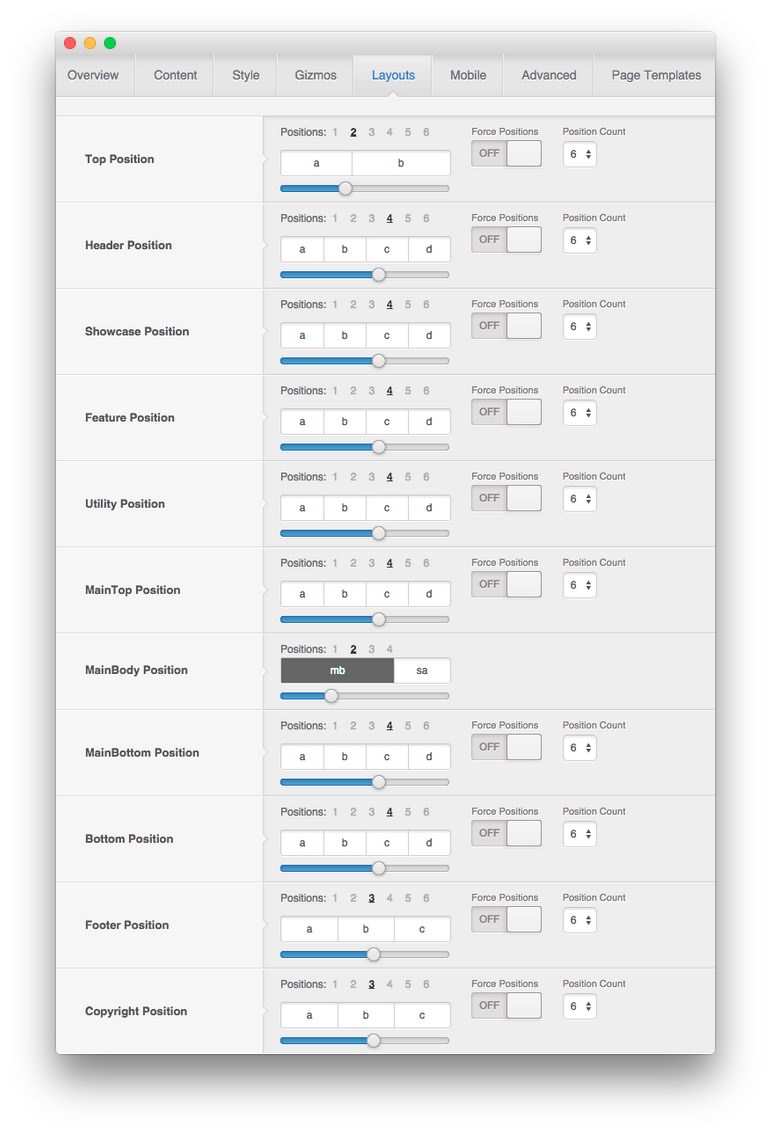 Overview Content Style Gizmos Layouts Mobile Advanced Page Templates
Positions: 1 2 3 4 5 6 Force Positions Position Count
Top Position a b OFF 6
Positions: 1 2 3 4 5 6 Force Positions Position Count
Header Position a b c d OFF 6
Positions: 1 2 3 4 5 6 Force Positions Position Count
Showcase Position a b c d OFF 6
Positions: 1 2 3 4 5 6 Force Positions Position Count
Feature Position a b c d OFF 6
Positions: 1 2 3 4 5 6 Force Positions Position Count
Utility Position a b c d OFF 6
Positions: 1 2 3 4 5 6 Force Positions Position Count
MainTop Position a b c d OFF 6
Positions: 1 2 3 4
MainBody Position mb sa
Positions: 1 2 3 4 5 6 Force Positions Position Count
MainBottom Position a b c d OFF 6
Positions: 1 2 3 4 5 6 Force Positions Position Count
Bottom Position a b c d OFF 6
Positions: 1 2 3 4 5 6 Force Positions Position Count
Footer Position a b c OFF 6
Positions: 1 2 3 4 5 6 Force Positions Position Count
Copyright Position a b c OFF 6